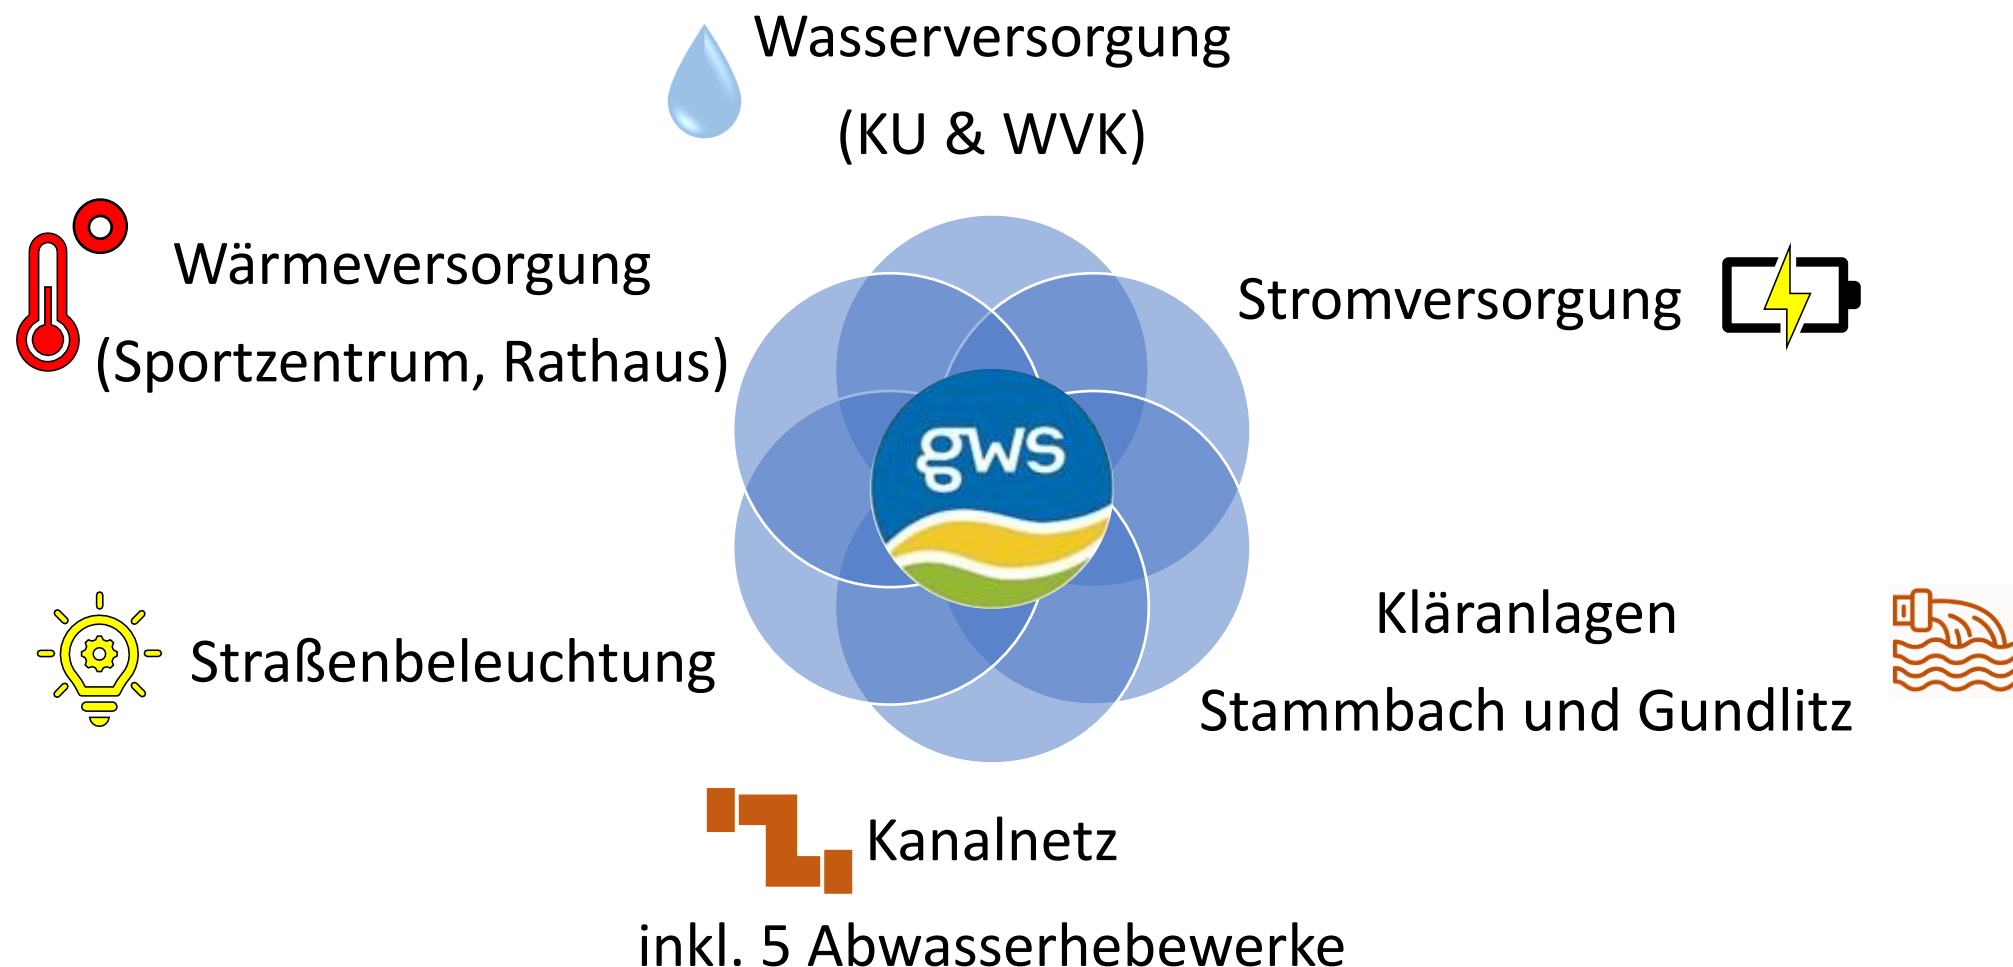 Wasserversorgung
(KU & WVK)
Wärmeversorgung
(Sportzentrum, Rathaus)
Stromversorgung
gws
Straßenbeleuchtung
Kläranlagen
Stammbach und Gundlitz
Kanalnetz
inkl. 5 Abwasserhebewerke